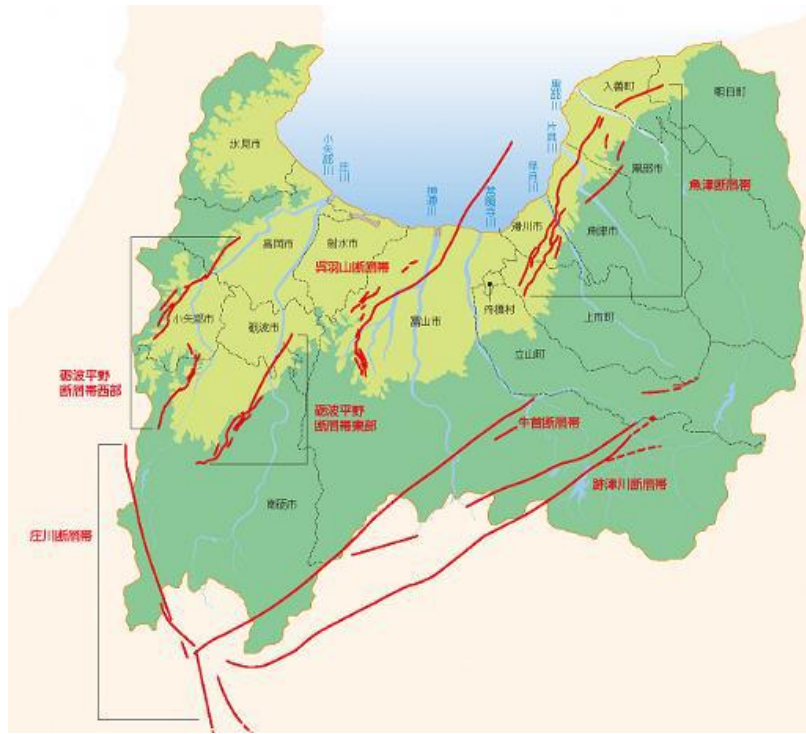 入善町
朝日町
黒部川
片貝川
氷見市
小矢部川
庄川
神通川
常願寺川
早月川
黒部市
魚津断層帯
滑川市
魚津市
高岡市
射水市
呉羽山断層帯
舟橋村
小矢部市
砺波市
富山市
上市町
立山町
砺波平野
断層帯西部
砺波平野
断層帯東部
牛首断層帯
跡津川断層帯
南砺市
庄川断層帯